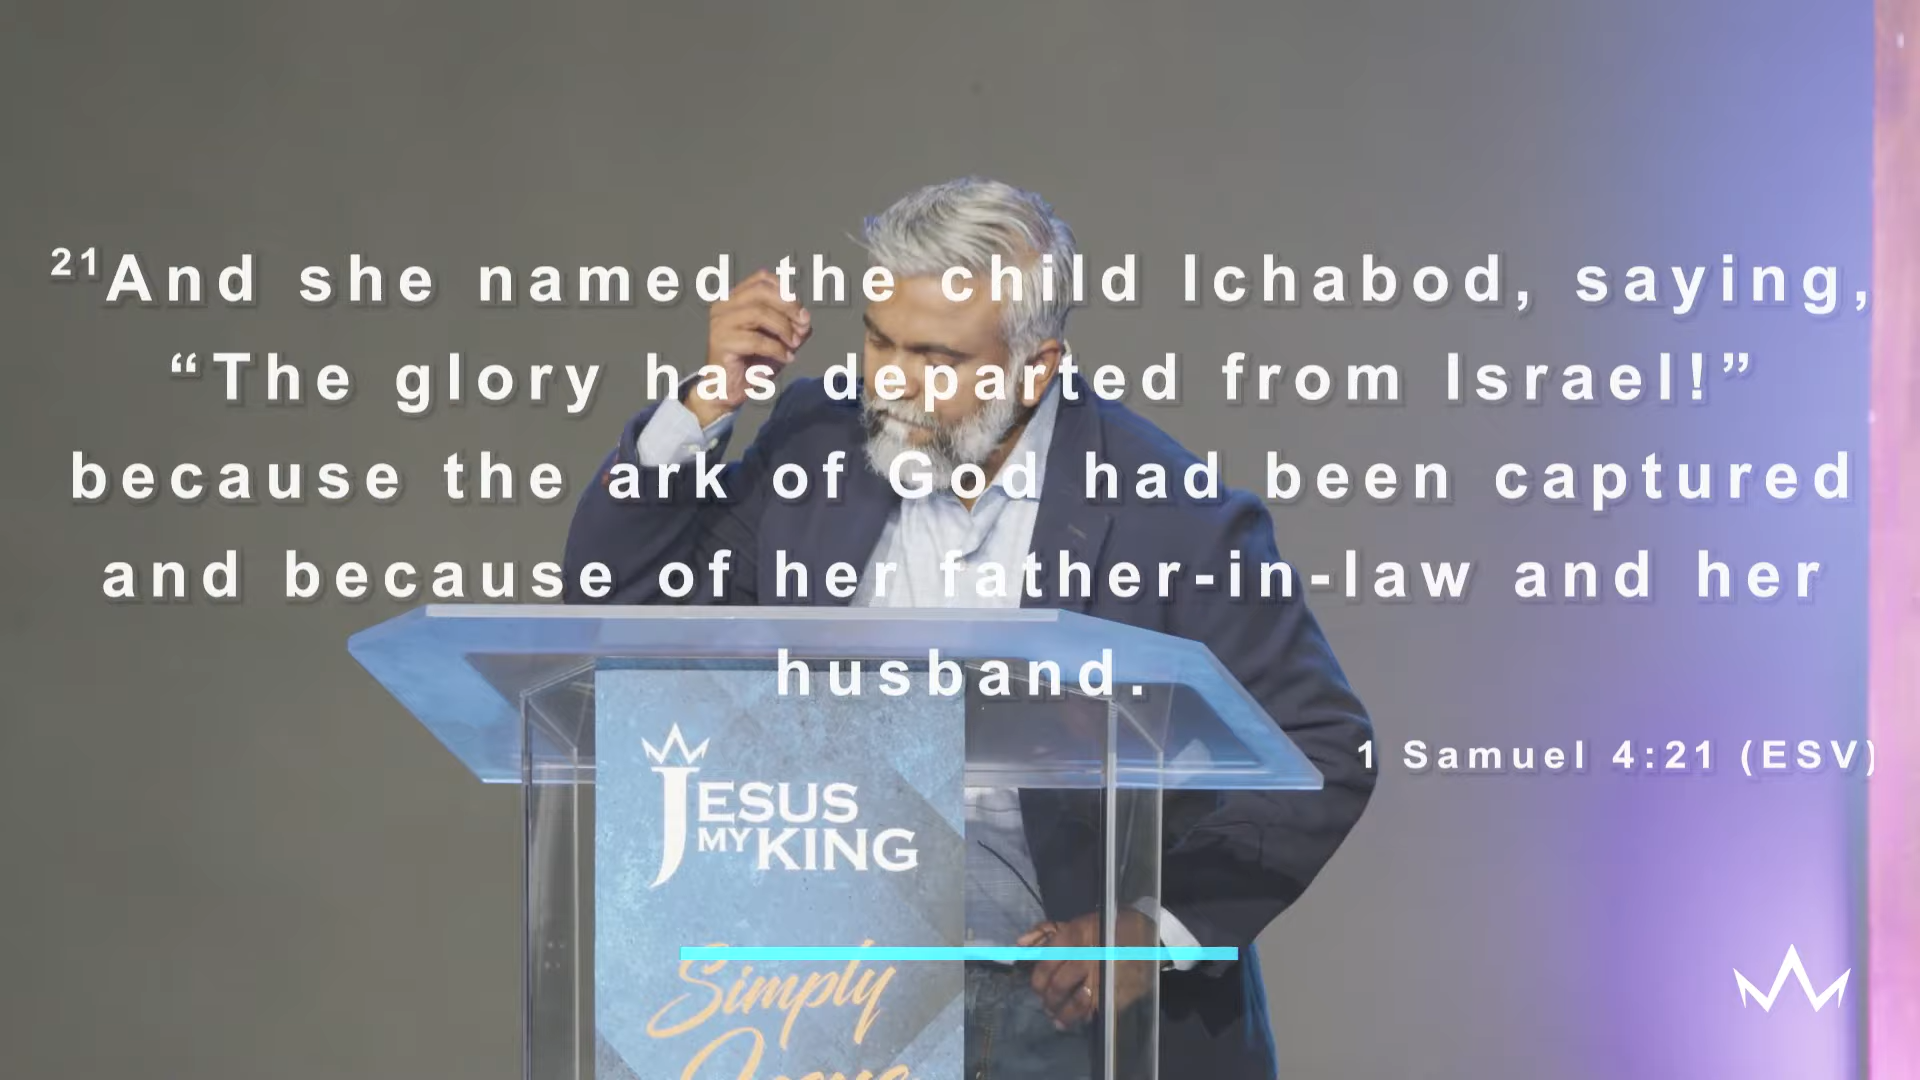 ²¹And she named the child Ichabod, saying,
“The glory has departed from Israel!”
because the ark of God had been captured
and because of her father-in-law and her
husband.
1 Samuel 4:21 (ESV)
JESUS
MY KING
Simply
Jesus